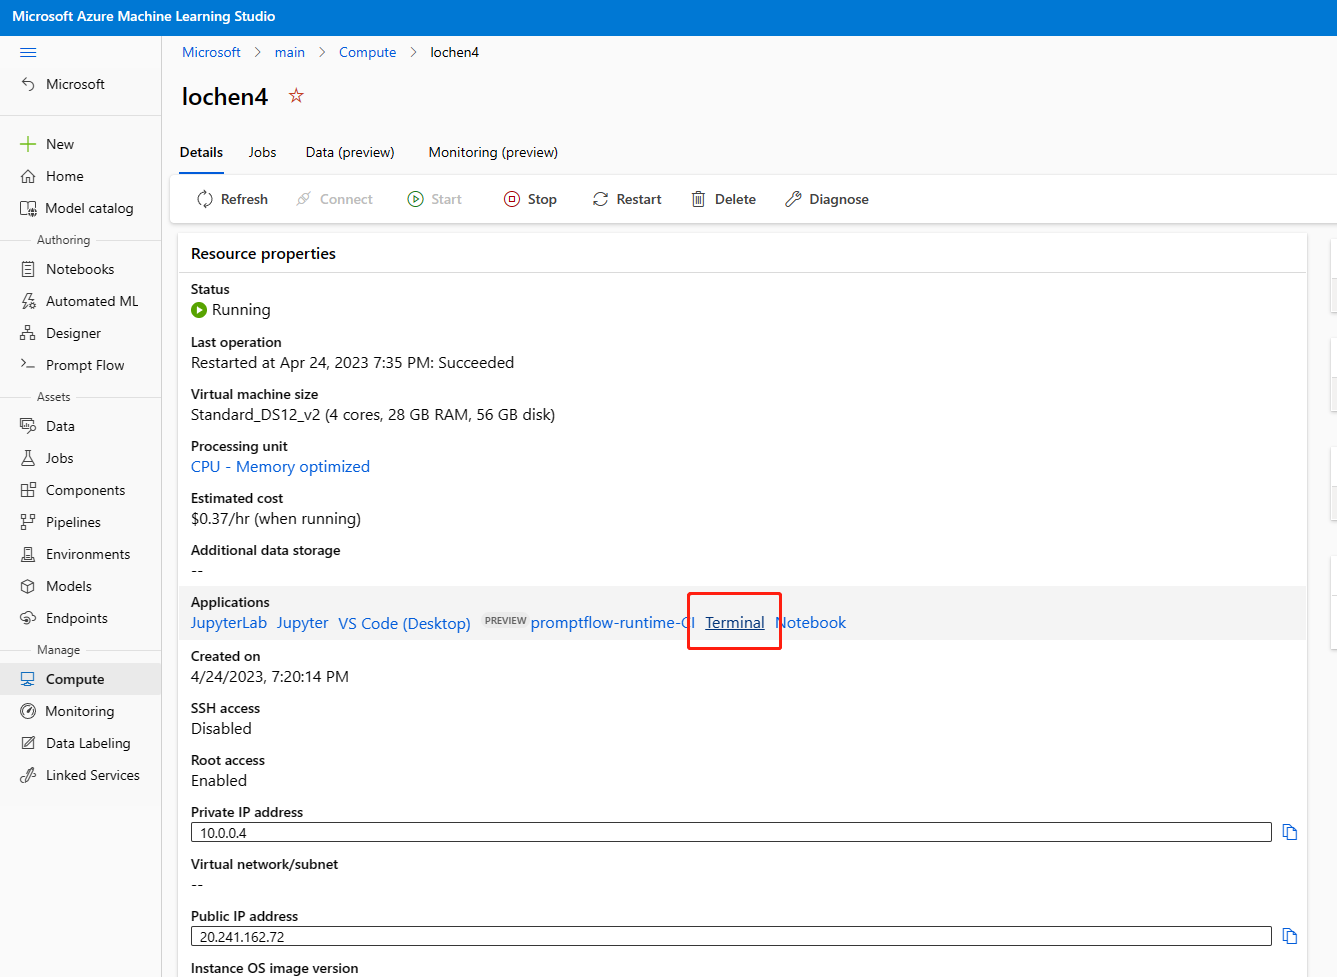 Microsoft Azure Machine Learning Studio
Microsoft > main > Compute > lochen4
Microsoft
lochen4
New
Home
Model catalog
Authoring
Notebooks
Automated ML
Designer
Prompt Flow
Assets
Data
Jobs
Components
Pipelines
Environments
Models
Endpoints
Manage
Compute
Monitoring
Data Labeling
Linked Services
Details Jobs Data (preview) Monitoring (preview)
Refresh Connect Start Stop Restart Delete Diagnose
Resource properties
Status
Running
Last operation
Restarted at Apr 24, 2023 7:35 PM: Succeeded
Virtual machine size
Standard_DS12_v2 (4 cores, 28 GB RAM, 56 GB disk)
Processing unit
CPU - Memory optimized
Estimated cost
$0.37/hr (when running)
Additional data storage
--
Applications
JupyterLab Jupyter VS Code (Desktop) PREVIEW promptflow-runtime-CI Terminal Notebook
Created on
4/24/2023, 7:20:14 PM
SSH access
Disabled
Root access
Enabled
Private IP address
10.0.0.4
Virtual network/subnet
--
Public IP address
20.241.162.72
Instance OS image version